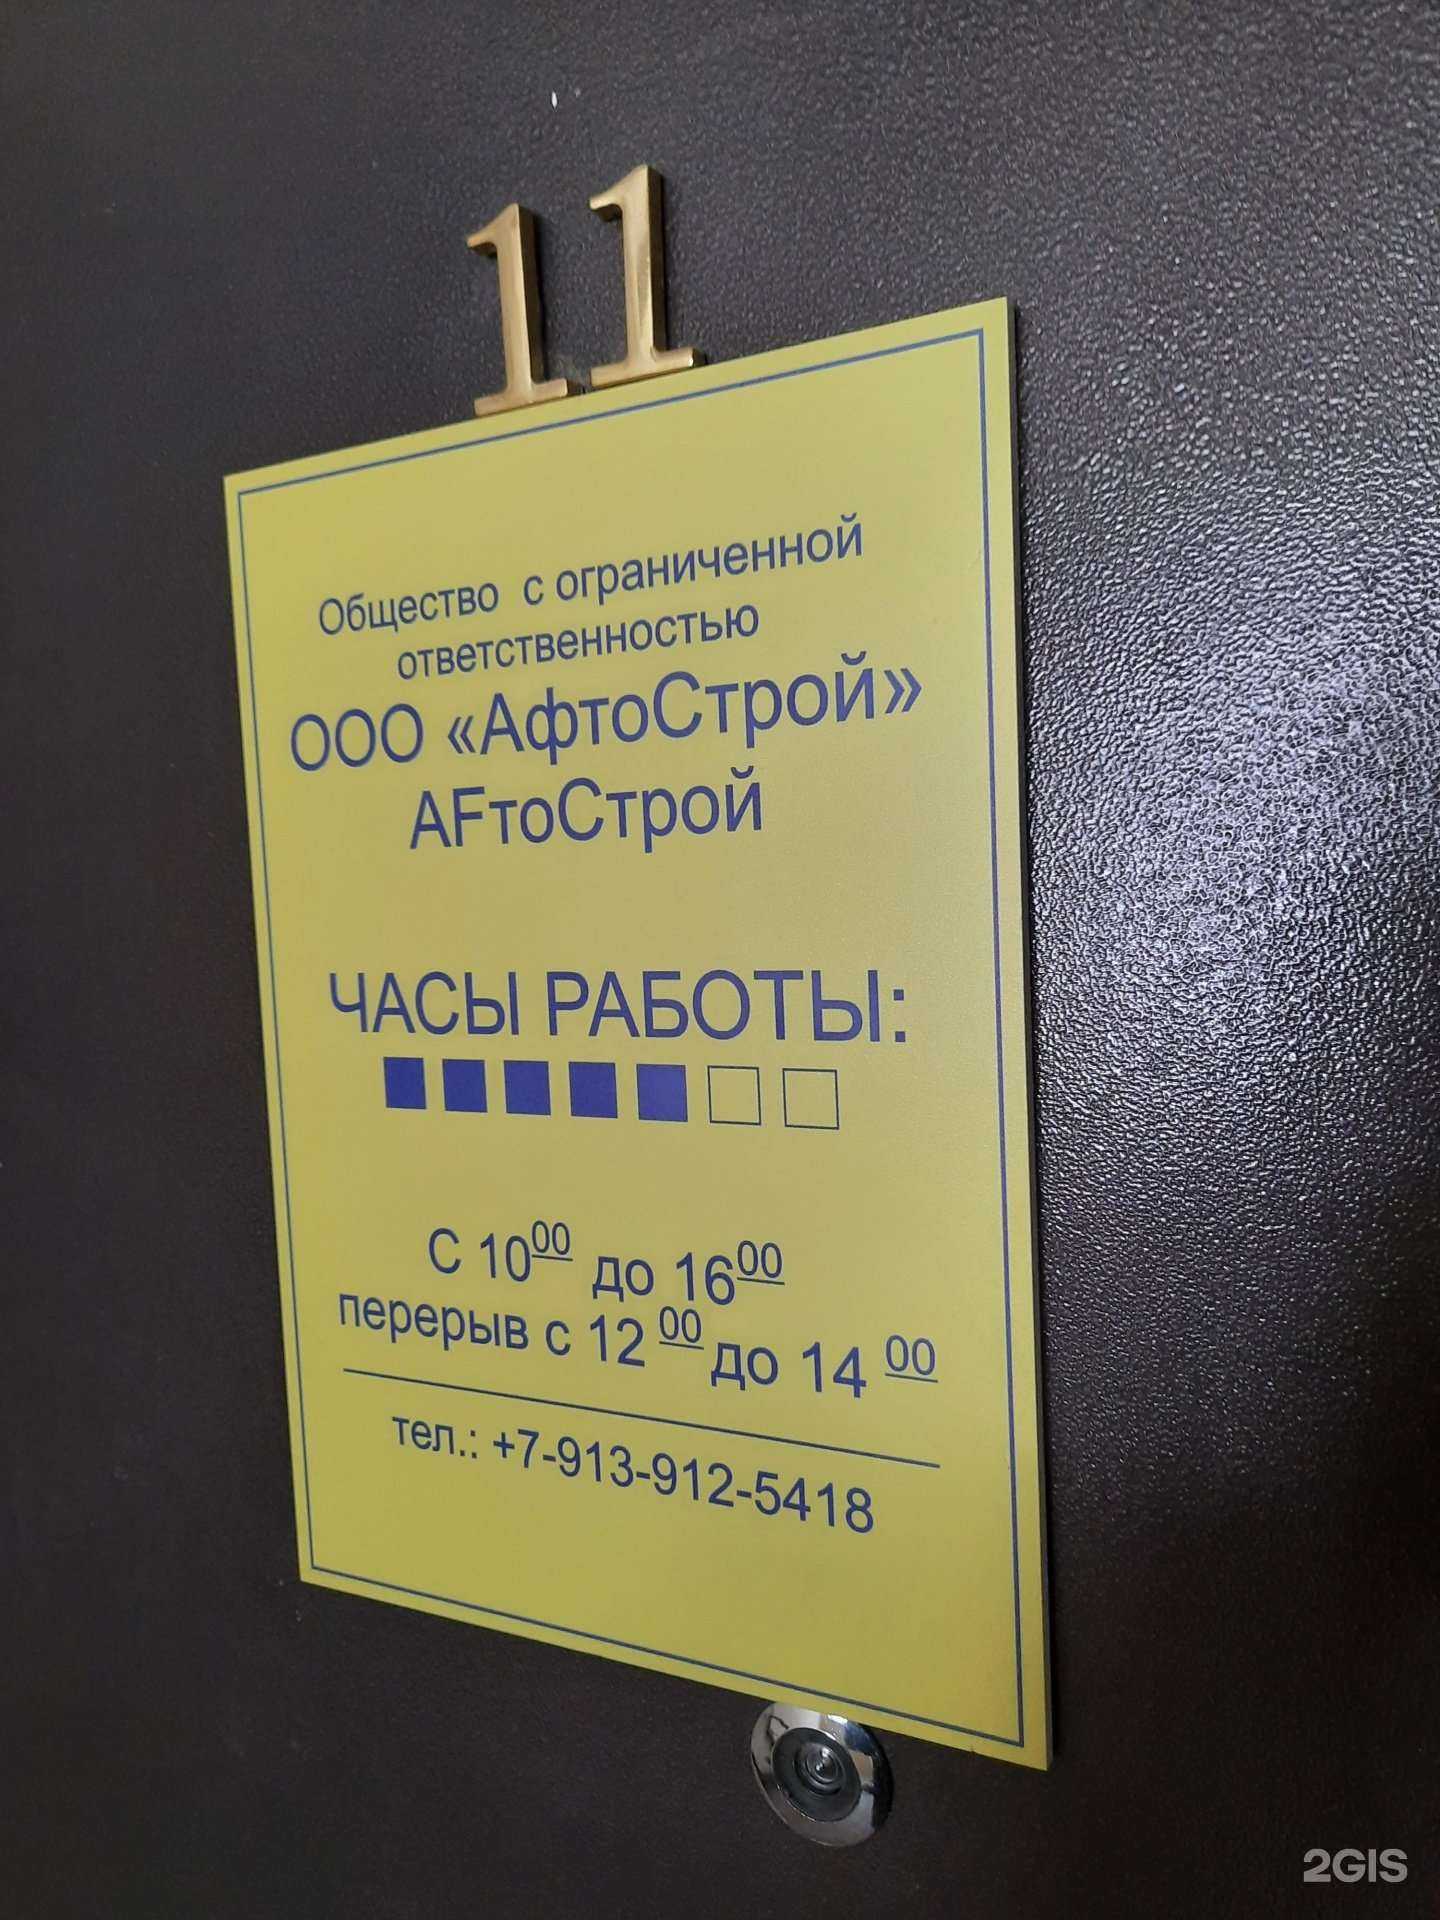 11
Общество с ограниченной
ответственностью
ООО «АфтоСтрой»
АFтоСтрой
ЧАСЫ РАБОТЫ:
С 10 00 до 16 00
перерыв с 12 00 до 14 00
тел.: +7-913-912-5418
2GIS